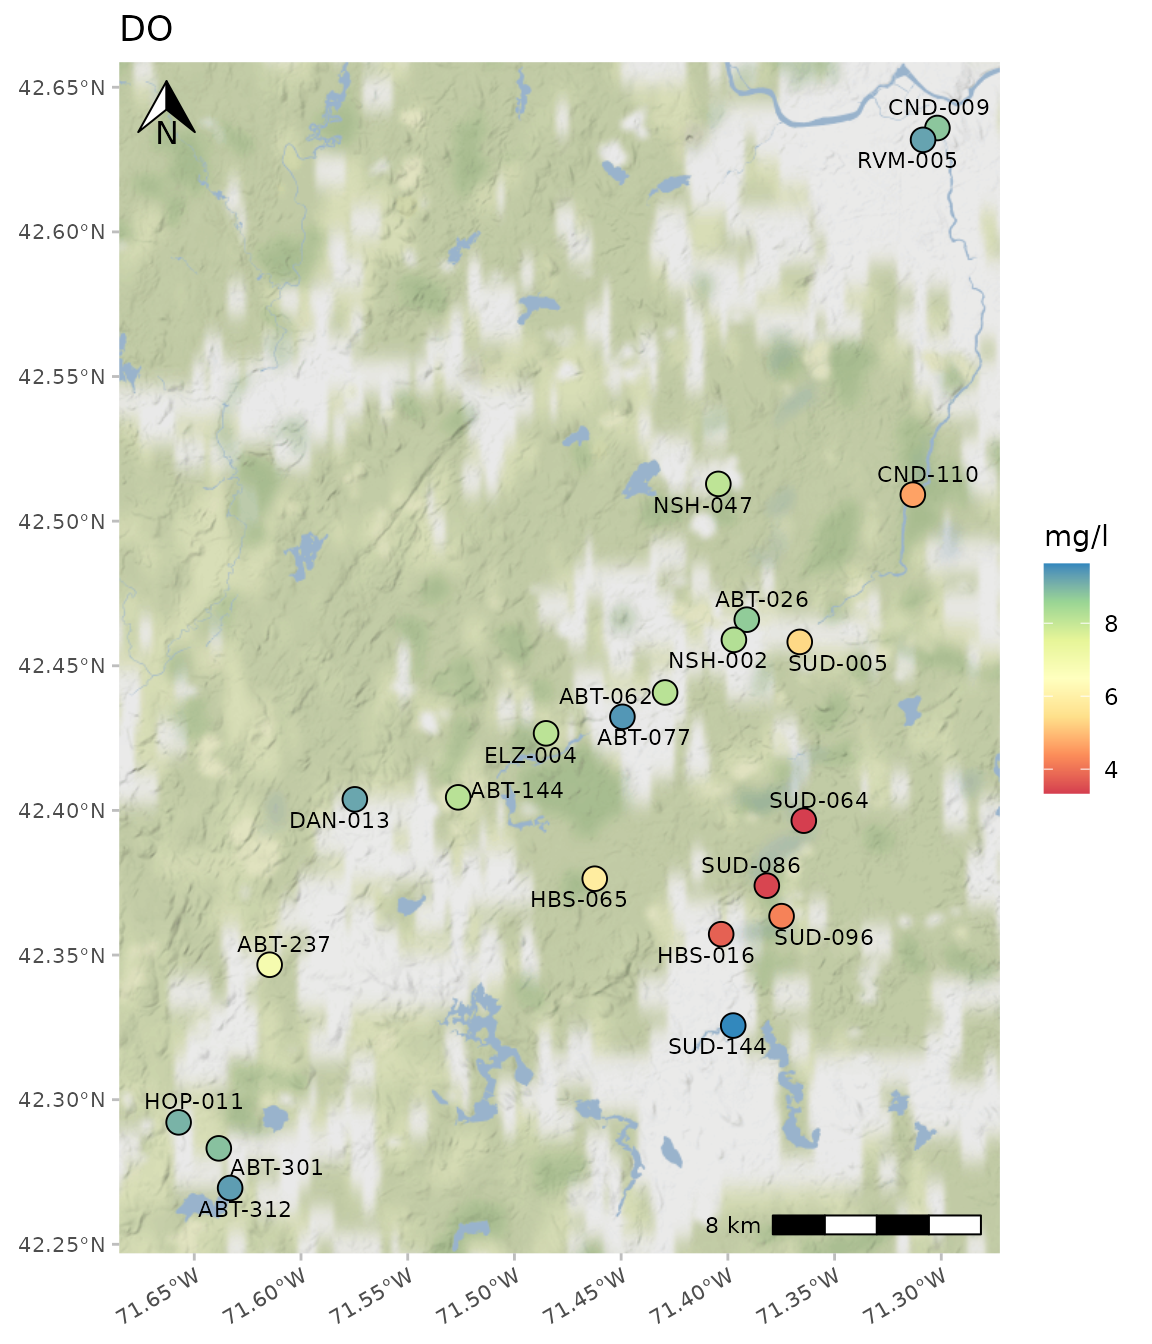 DO
42.65°N
42.60°N
42.55°N
42.50°N
42.45°N
42.40°N
42.35°N
42.30°N
42.25°N
N
CND-009
RVM-005
CND-110
NSH-047
ABT-026
NSH-002
SUD-005
ABT-062
ABT-077
ELZ-004
ABT-144
DAN-013
SUD-064
SUD-086
HBS-065
SUD-096
HBS-016
ABT-237
SUD-144
HOP-011
ABT-301
ABT-312
8 km
71.65°W
71.60°W
71.55°W
71.50°W
71.45°W
71.40°W
71.35°W
71.30°W
mg/l
8
6
4